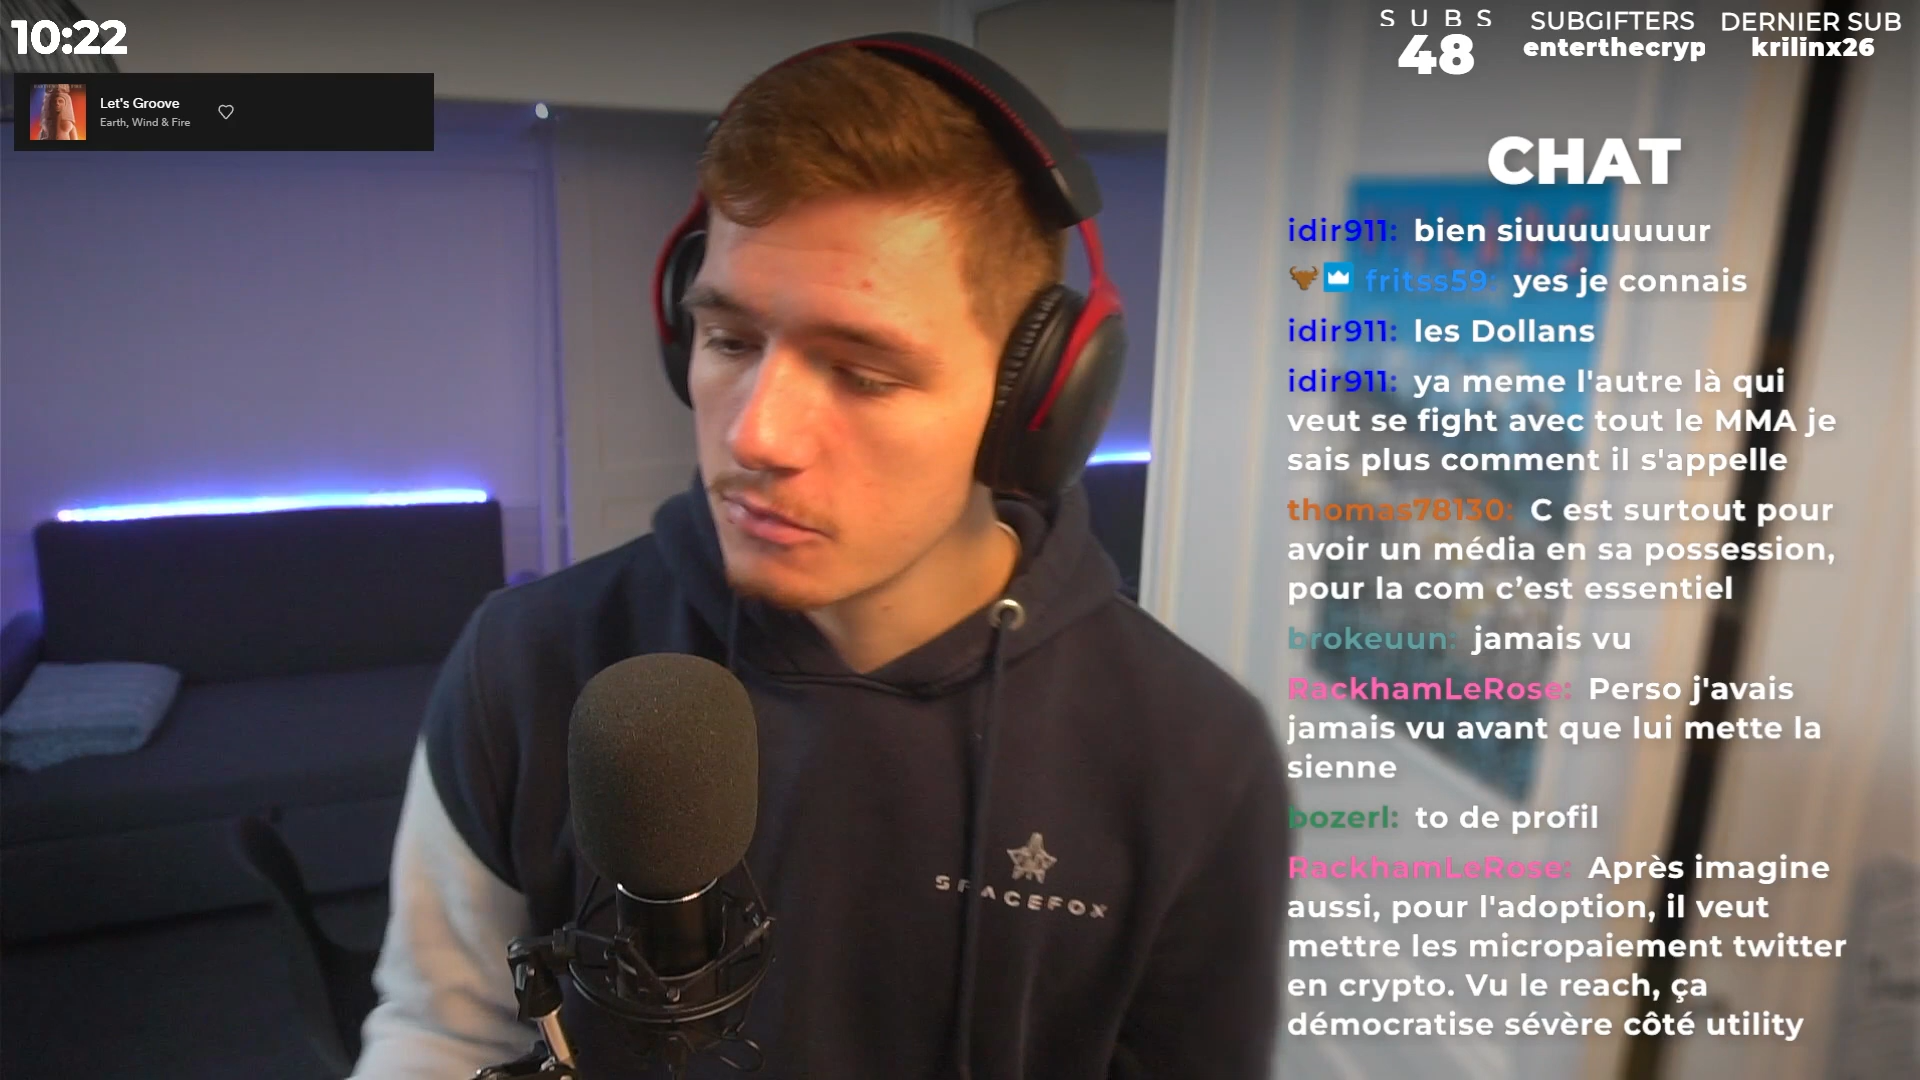 10:22
Let's Groove
Earth, Wind & Fire
SUBS
48
SUBGIFTERS
enterthecryp
DERNIER SUB
krilinx26
CHAT
idir911: bien siuuuuuuuur
fritss59: yes je connais
idir911: les Dollans
idir911: ya meme l'autre là qui
veut se fight avec tout le MMA je
sais plus comment il s'appelle
thomas78130: C est surtout pour
avoir un média en sa possession,
pour la com c’est essentiel
brokeuun: jamais vu
RackhamLeRose: Perso j'avais
jamais vu avant que lui mette la
sienne
bozerl: to de profil
RackhamLeRose: Après imagine
aussi, pour l'adoption, il veut
mettre les micropaiement twitter
en crypto. Vu le reach, ça
démocratise sévère côté utility
SPACEFOX